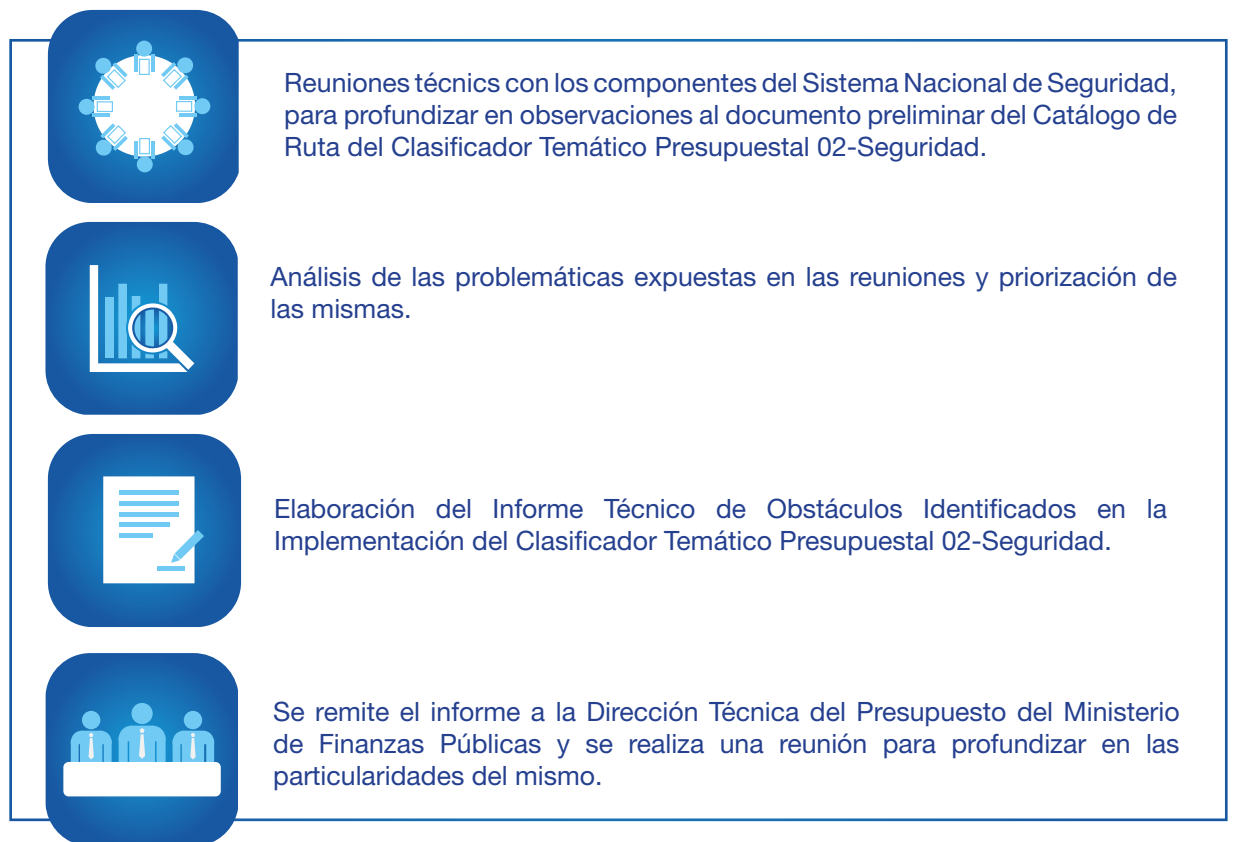 Reuniones técnics con los componentes del Sistema Nacional de Seguridad,
para profundizar en observaciones al documento preliminar del Catálogo de
Ruta del Clasificador Temático Presupuestal 02-Seguridad.
Análisis de las problemáticas expuestas en las reuniones y priorización de
las mismas.
Elaboración del Informe Técnico de Obstáculos Identificados en la
Implementación del Clasificador Temático Presupuestal 02-Seguridad.
Se remite el informe a la Dirección Técnica del Presupuesto del Ministerio
de Finanzas Públicas y se realiza una reunión para profundizar en las
particularidades del mismo.